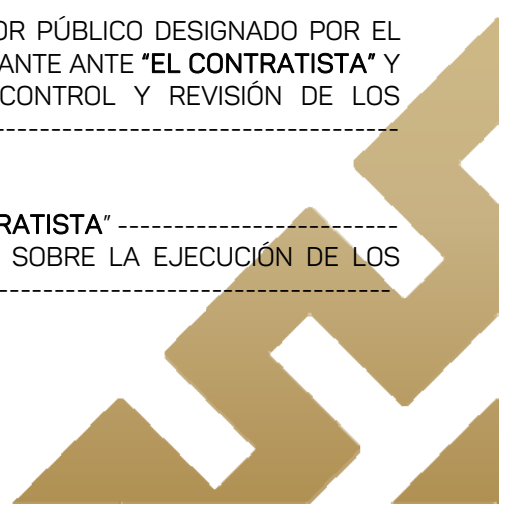 OR PÚBLICO DESIGNADO POR EL
ANTE ANTE “EL CONTRATISTA” Y
CONTROL Y REVISIÓN DE LOS
------------------------------------
RATISTA” --------------------------
SOBRE LA EJECUCIÓN DE LOS
------------------------------------